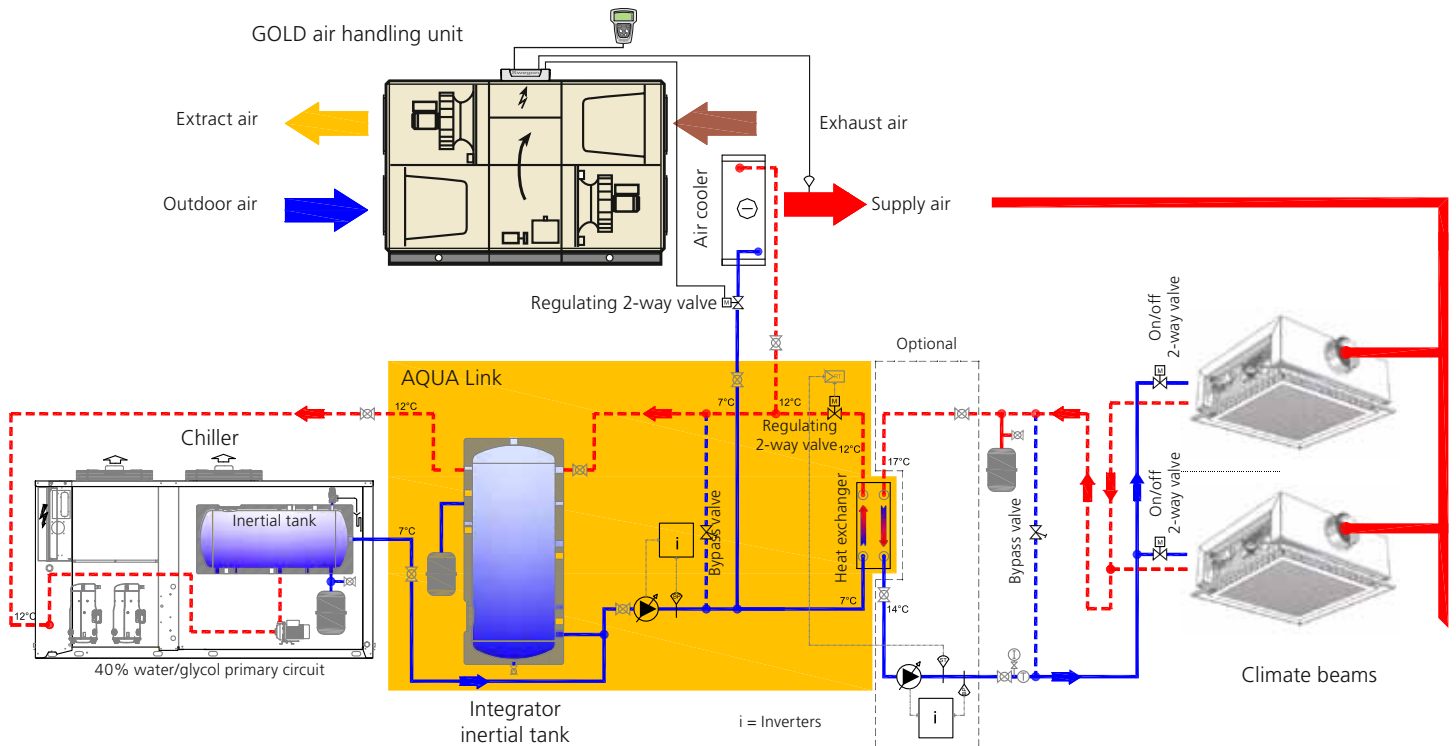 GOLD air handling unit
Extract air
Exhaust air
Outdoor air
Air cooler
Supply air
Regulating 2-way valve
M
On/off
2-way valve
M
Optional
AQUA Link
12°C
7°C
12°C
M
Regulating
2-way valve
12°C
17°C
Chiller
Inertial tank
7°C
i
Bypass valve
Heat exchanger
Bypass valve
On/off
2-way valve
M
12°C
7°C
14°C
40% water/glycol primary circuit
T
i
Integrator
inertial tank
i = Inverters
Climate beams